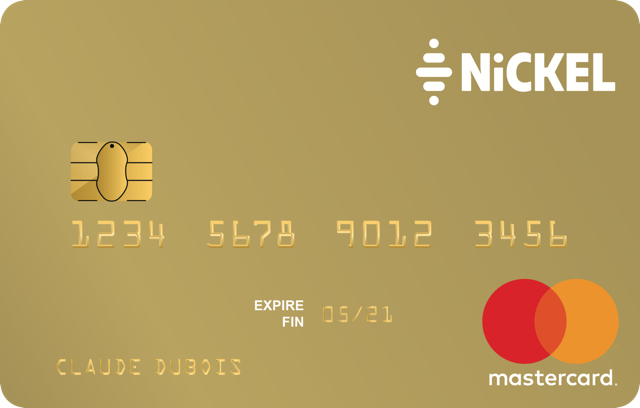 NiCKEL
1234 5678 9012 3456
EXPIRE
FIN 05/21
CLAUDE DUBOIS
mastercard.